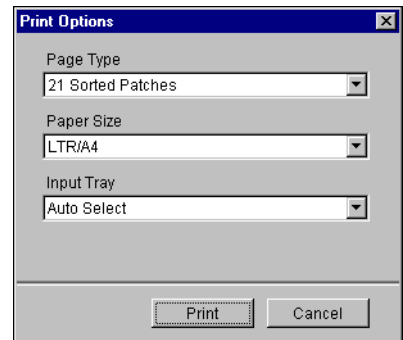 Print Options
Page Type
21 Sorted Patches
Paper Size
LTR/A4
Input Tray
Auto Select
Print Cancel